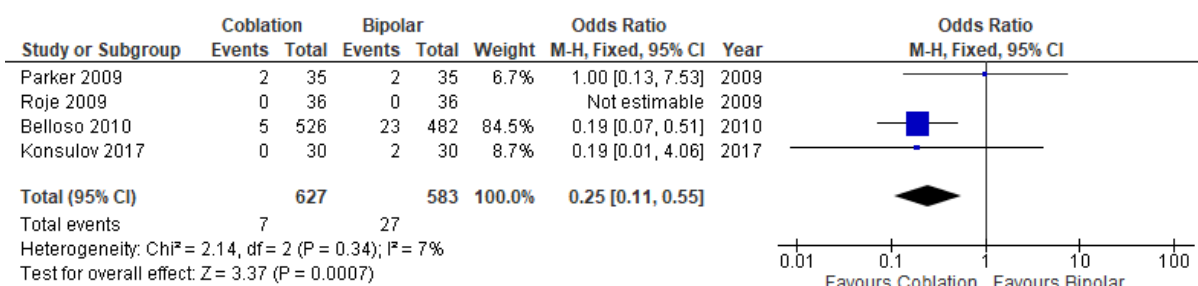 Coblation Bipolar Odds Ratio Odds Ratio
Study or Subgroup Events Total Events Total Weight M-H, Fixed, 95% CI Year M-H, Fixed, 95% CI
Parker 2009 2 35 2 35 6.7% 1.00 [0.13, 7.53] 2009
Roje 2009 0 36 0 36 Not estimable 2009
Belloso 2010 5 526 23 482 84.5% 0.19 [0.07, 0.51] 2010
Konsulov 2017 0 30 2 30 8.7% 0.19 [0.01, 4.06] 2017
Total (95% CI) 627 583 100.0% 0.25 [0.11, 0.55]
Total events 7 27
Heterogeneity: Chi² = 2.14, df = 2 (P = 0.34); I² = 7%
Test for overall effect: Z = 3.37 (P = 0.0007)
0.01 0.1 1 10 100
Favours Coblation Favours Bipolar